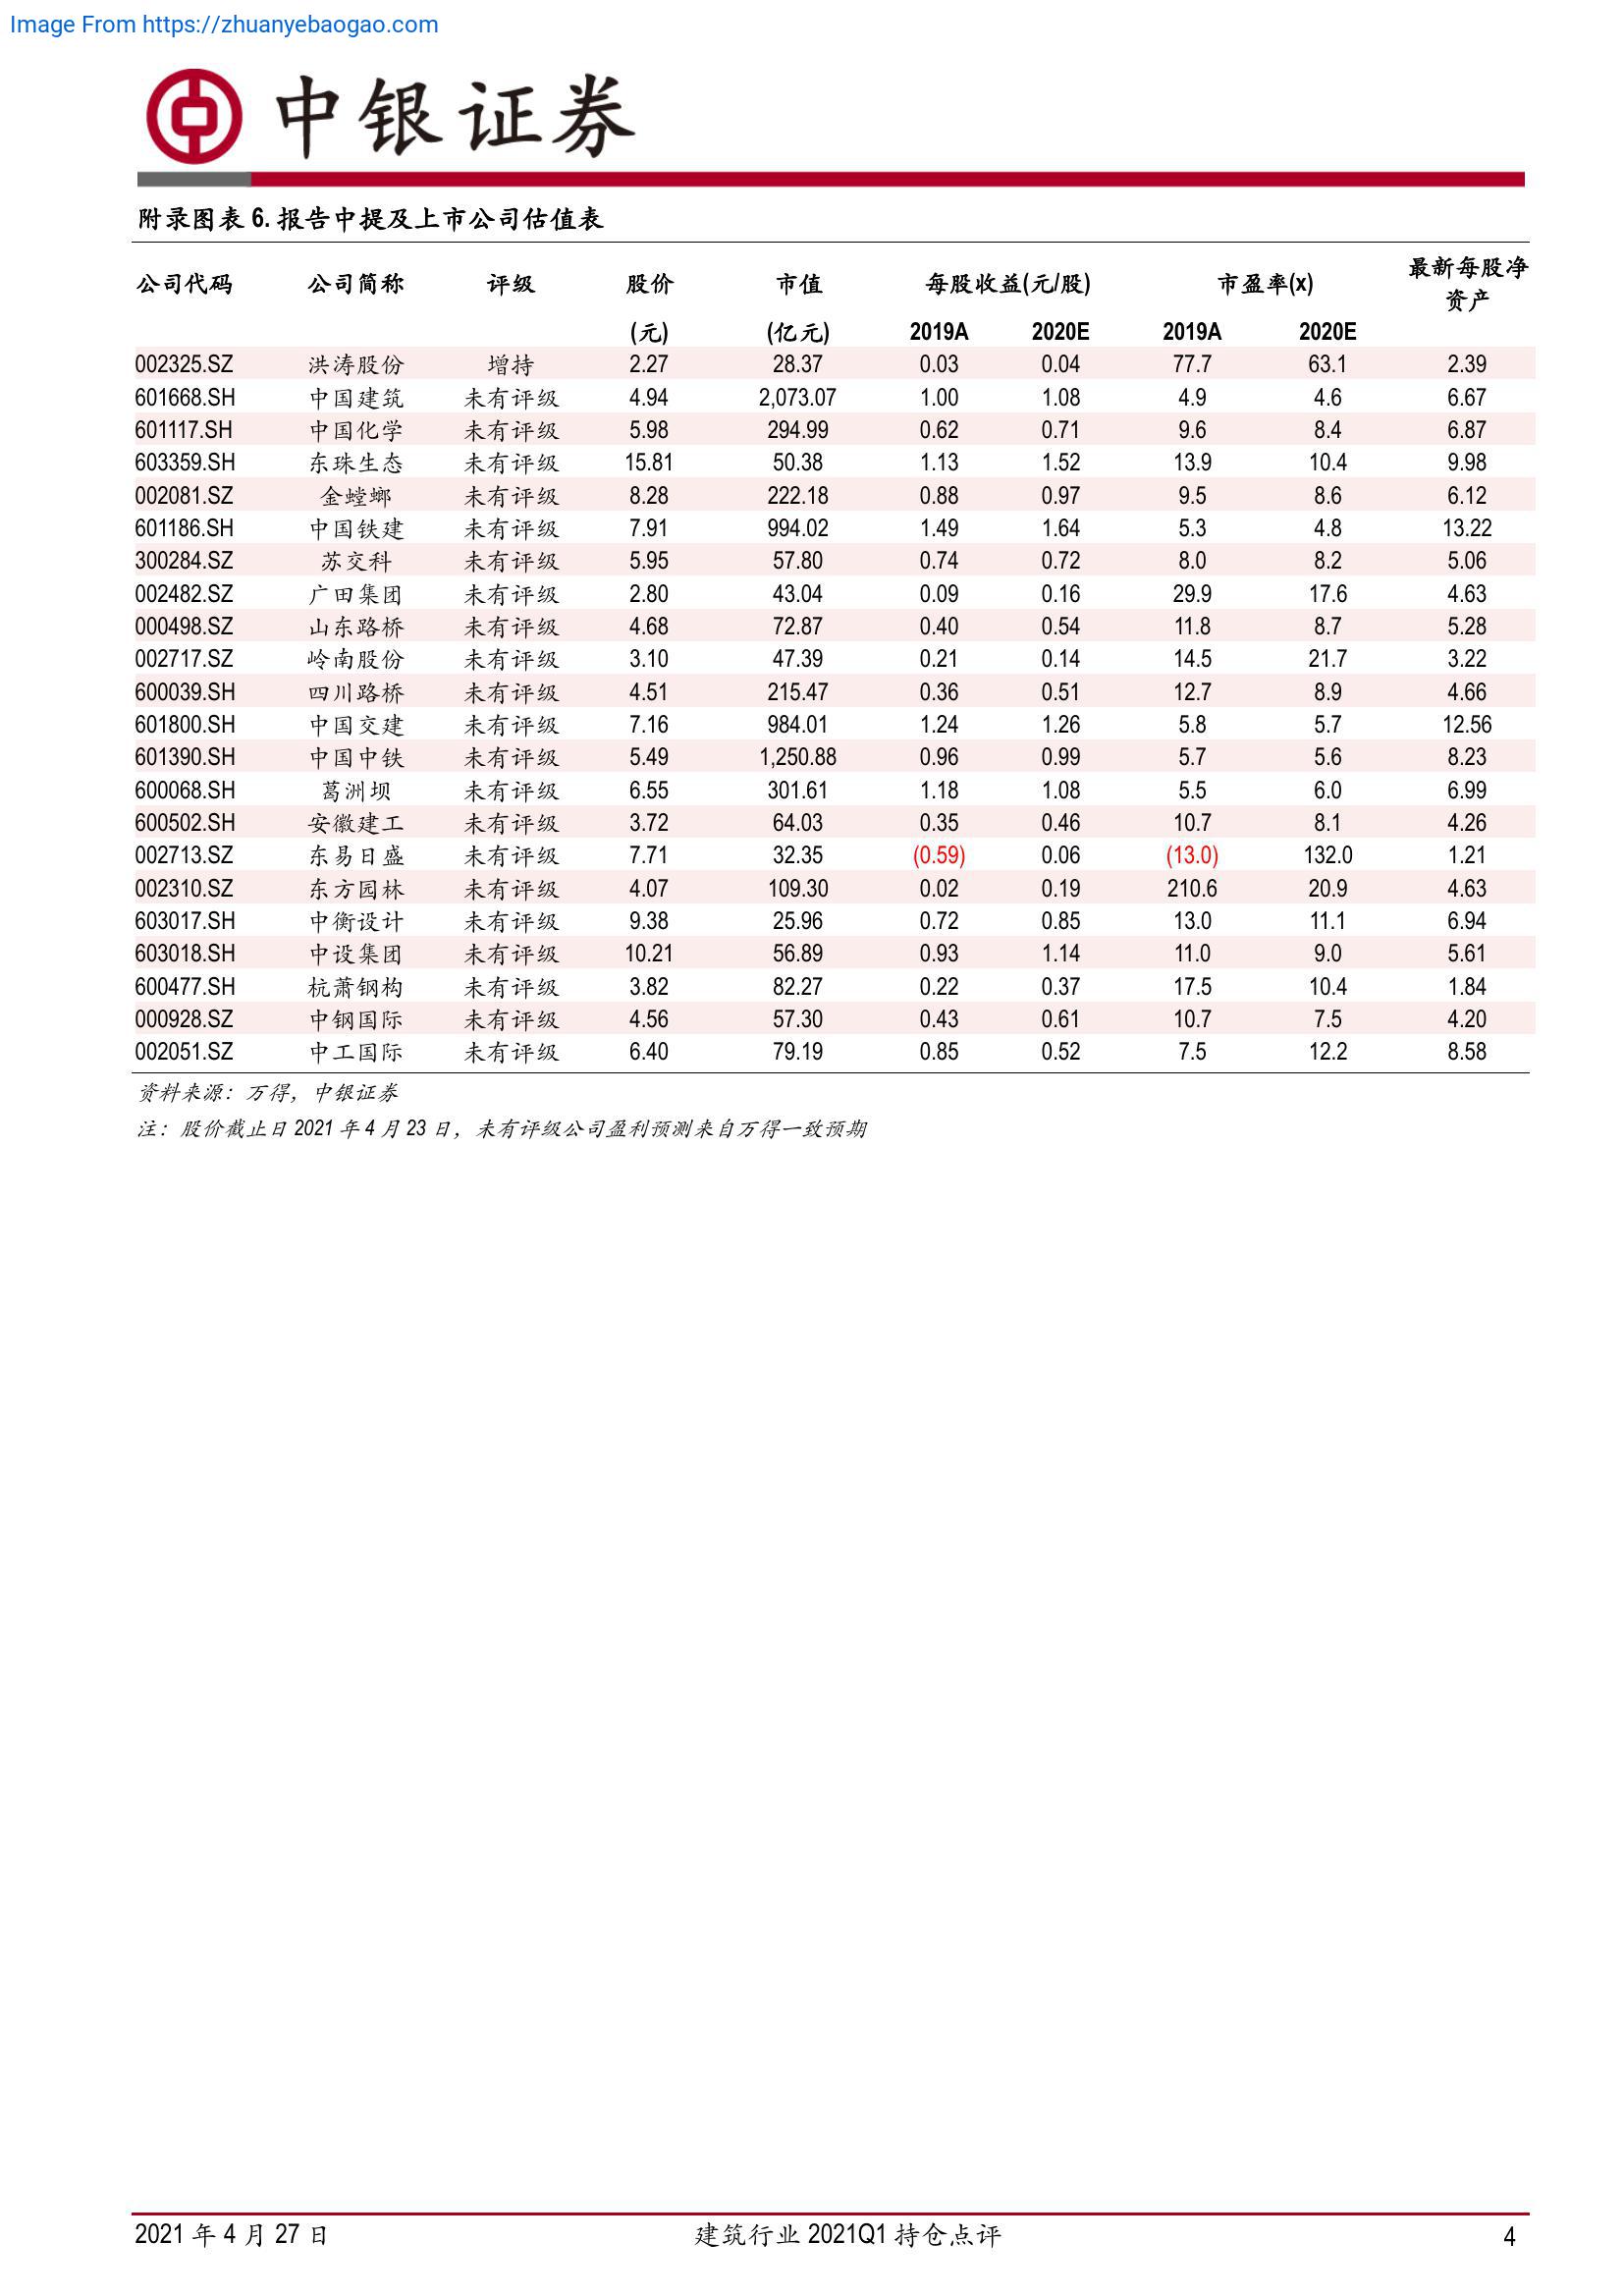 Image From https://zhuanyebaogao.com
中银证券
附录图表 6. 报告中提及上市公司估值表
公司代码 公司简称 评级 股价 市值 每股收益(元/股) 市盈率(x) 最新每股净资产
(元) (亿元) 2019A 2020E 2019A 2020E
002325.SZ 洪涛股份 增持 2.27 28.37 0.03 0.04 77.7 63.1 2.39
601668.SH 中国建筑 未有评级 4.94 2,073.07 1.00 1.08 4.9 4.6 6.67
601117.SH 中国化学 未有评级 5.98 294.99 0.62 0.71 9.6 8.4 6.87
603359.SH 东珠生态 未有评级 15.81 50.38 1.13 1.52 13.9 10.4 9.98
002081.SZ 金螳螂 未有评级 8.28 222.18 0.88 0.97 9.5 8.6 6.12
601186.SH 中国铁建 未有评级 7.91 994.02 1.49 1.64 5.3 4.8 13.22
300284.SZ 苏交科 未有评级 5.95 57.80 0.74 0.72 8.0 8.2 5.06
002482.SZ 广田集团 未有评级 2.80 43.04 0.09 0.16 29.9 17.6 4.63
000498.SZ 山东路桥 未有评级 4.68 72.87 0.40 0.54 11.8 8.7 5.28
002717.SZ 岭南股份 未有评级 3.10 47.39 0.21 0.14 14.5 21.7 3.22
600039.SH 四川路桥 未有评级 4.51 215.47 0.36 0.51 12.7 8.9 4.66
601800.SH 中国交建 未有评级 7.16 984.01 1.24 1.26 5.8 5.7 12.56
601390.SH 中国中铁 未有评级 5.49 1,250.88 0.96 0.99 5.7 5.6 8.23
600068.SH 葛洲坝 未有评级 6.55 301.61 1.18 1.08 5.5 6.0 6.99
600502.SH 安徽建工 未有评级 3.72 64.03 0.35 0.46 10.7 8.1 4.26
002713.SZ 东易日盛 未有评级 7.71 32.35 (0.59) 0.06 (13.0) 132.0 1.21
002310.SZ 东方园林 未有评级 4.07 109.30 0.02 0.19 210.6 20.9 4.63
603017.SH 中衡设计 未有评级 9.38 25.96 0.72 0.85 13.0 11.1 6.94
603018.SH 中设集团 未有评级 10.21 56.89 0.93 1.14 11.0 9.0 5.61
600477.SH 杭萧钢构 未有评级 3.82 82.27 0.22 0.37 17.5 10.4 1.84
000928.SZ 中钢国际 未有评级 4.56 57.30 0.43 0.61 10.7 7.5 4.20
002051.SZ 中工国际 未有评级 6.40 79.19 0.85 0.52 7.5 12.2 8.58
资料来源：万得，中银证券
注：股价截止日 2021 年 4 月 23 日，未有评级公司盈利预测来自万得一致预期
2021 年 4 月 27 日 建筑行业 2021Q1 持仓点评 4